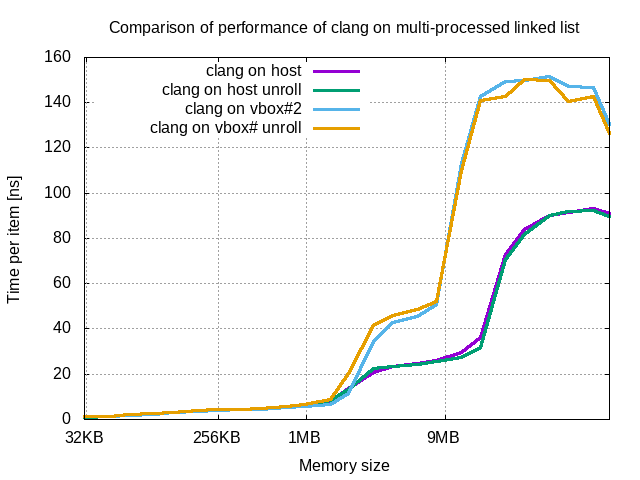 Comparison of performance of clang on multi-processed linked list
clang on host
clang on host unroll
clang on vbox#2
clang on vbox# unroll
Time per item [ns]
160
140
120
100
80
60
40
20
0
32KB 256KB 1MB 9MB
Memory size